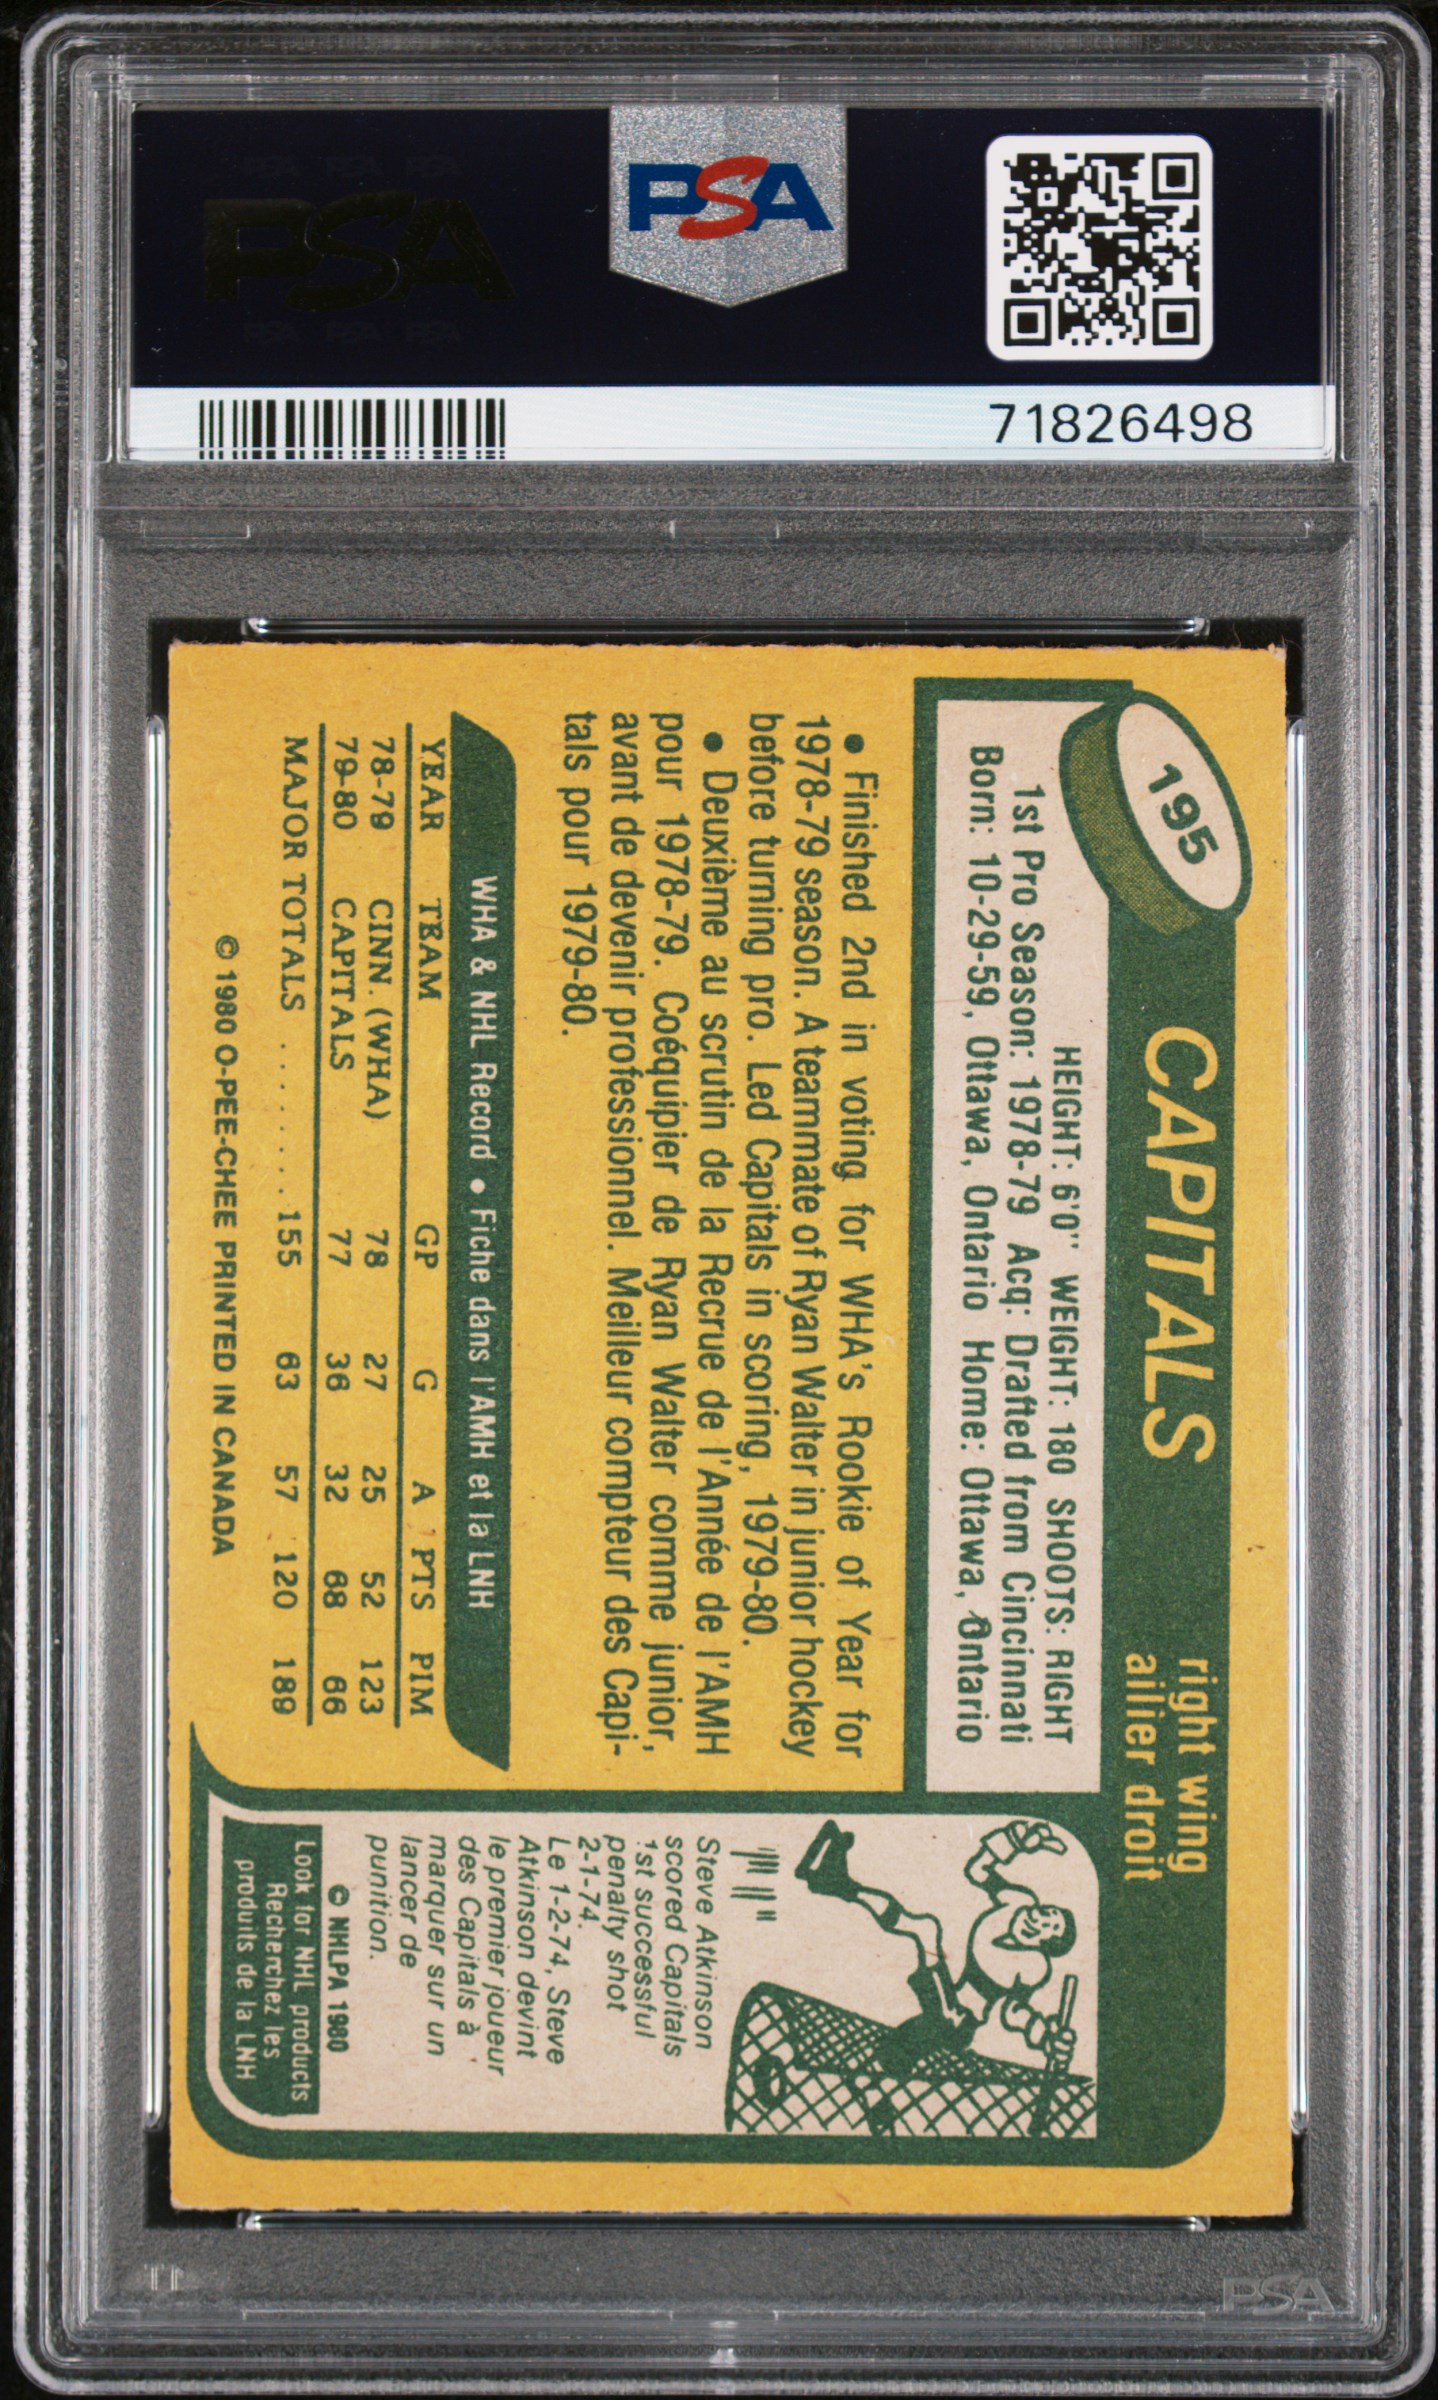 PSA
PSA
71826498
195
CAPITALS
right wing
ailier droit
HEIGHT: 6'0" WEIGHT: 180 SHOOTS: RIGHT
1st Pro Season: 1978-79 Acq: Drafted from Cincinnati
Born: 10-29-59, Ottawa, Ontario Home: Ottawa, Ontario
• Finished 2nd in voting for WHA's Rookie of Year for
1978-79 season. A teammate of Ryan Walter in junior hockey
before turning pro. Led Capitals in scoring, 1979-80.
• Deuxième au scrutin de la Recrue de l'Année de l'AMH
pour 1978-79. Coéquipier de Ryan Walter comme junior,
avant de devenir professionnel. Meilleur compteur des Capi-
tals pour 1979-80.
WHA & NHL Record • Fiche dans l'AMH et la LNH
YEAR TEAM GP G A PTS PIM
78-79 CINN. (WHA) 78 27 25 52 123
79-80 CAPITALS 77 36 32 68 66
MAJOR TOTALS ....... 155 63 57 120 189
© 1980 O-PEE-CHEE PRINTED IN CANADA
Steve Atkinson
scored Capitals
1st successful
penalty shot
2-1-74.
Le 1-2-74, Steve
Atkinson devint
le premier joueur
des Capitals à
marquer sur un
lancer de
punition.
© NHLPA 1980
Look for NHL products
Recherchez les
produits de la LNH
PSA